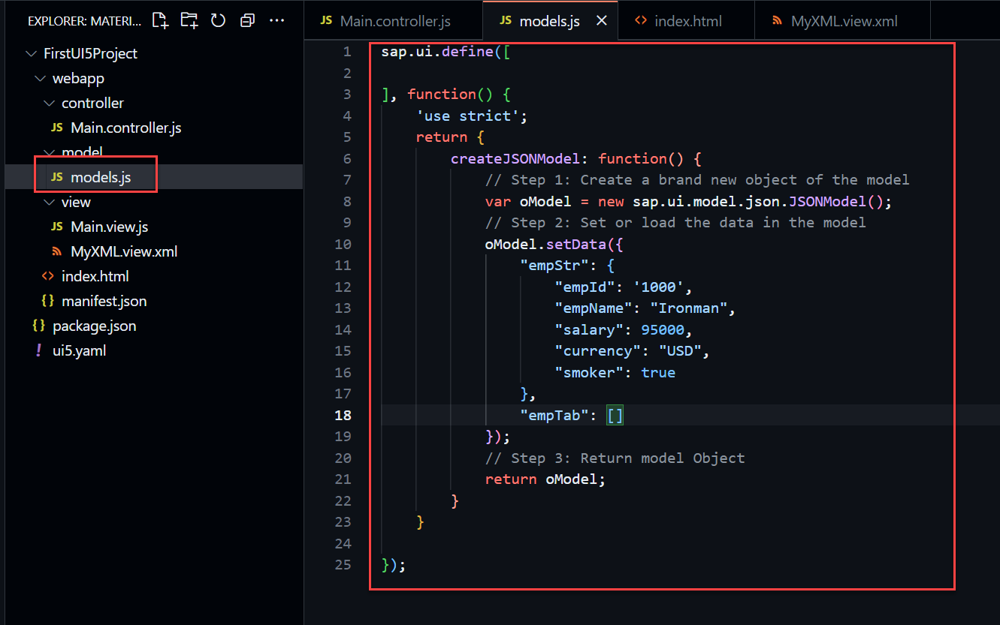 EXPLORER: MATERI...
FirstUI5Project
webapp
controller
JS Main.controller.js
model
JS models.js
view
JS Main.view.js
MyXML.view.xml
<> index.html
{} manifest.json
{} package.json
! ui5.yaml
JS Main.controller.js
JS models.js
<> index.html
MyXML.view.xml
1 sap.ui.define([
2
3 ], function() {
4 'use strict';
5 return {
6 createJSONModel: function() {
7 // Step 1: Create a brand new object of the model
8 var oModel = new sap.ui.model.json.JSONModel();
9 // Step 2: Set or load the data in the model
10 oModel.setData({
11 "empStr": {
12 "empId": '1000',
13 "empName": "Ironman",
14 "salary": 95000,
15 "currency": "USD",
16 "smoker": true
17 },
18 "empTab": []
19 });
20 // Step 3: Return model Object
21 return oModel;
22 }
23 }
24
25 });